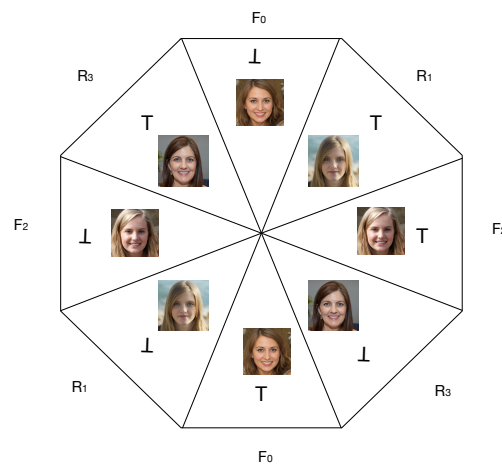 F₀
⊥
R₃
R₁
T
T
F₂
⊥
T
F₂
⊥
⊥
R₁
R₃
T
F₀